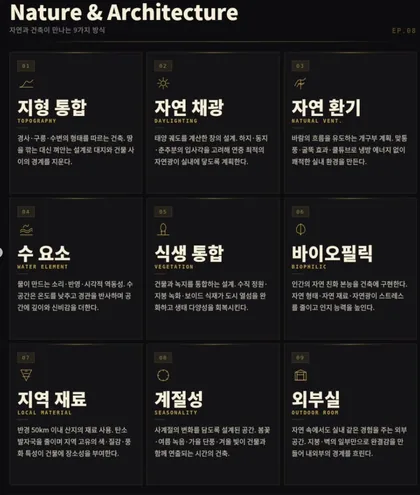 Nature & Architecture
자연과 건축이 만나는 9가지 방식
EP.08
01
지형 통합
TOPOGRAPHY
경사·구릉·수변의 형태를 따르는 건축. 땅
을 깎는 대신 껴안는 설계로 대지와 건물 사
이의 경계를 지운다.
02
자연 채광
DAYLIGHTING
태양 궤도를 계산한 창의 설계. 하지·동지
·춘추분의 입사각을 고려해 연중 최적의
자연광이 실내에 닿도록 계획한다.
03
자연 환기
NATURAL VENT.
바람의 흐름을 유도하는 개구부 계획. 맞통
풍·굴뚝 효과·쿨튜브로 냉방 에너지 없이
쾌적한 실내 환경을 만든다.
04
수 요소
WATER ELEMENT
물이 만드는 소리·반영·시각적 역동성. 수
공간은 온도를 낮추고 경관을 반사하며 공
간에 깊이와 신비감을 더한다.
05
식생 통합
VEGETATION
건물과 녹지를 통합하는 설계. 수직 정원·
지붕 녹화·보이드 식재가 도시 열섬을 완
화하고 생태 다양성을 회복시킨다.
06
바이오필릭
BIOPHILIC
인간의 자연 친화 본능을 건축에 구현한다.
자연 형태·자연 재료·자연광이 스트레스
를 줄이고 인지 능력을 높인다.
07
지역 재료
LOCAL MATERIAL
반경 50km 이내 산지의 재료 사용. 탄소
발자국을 줄이며 지역 고유의 색·질감·풍
화 특성이 건물에 장소성을 부여한다.
08
계절성
SEASONALITY
사계절의 변화를 담도록 설계된 공간. 봄꽃
·여름 녹음·가을 단풍·겨울 빛이 건물과
함께 연출되는 시간의 건축.
09
외부실
OUTDOOR ROOM
자연 속에서도 실내 같은 경험을 주는 외부
공간. 지붕·벽의 일부만으로 완결감을 만
들어 내외부의 경계를 흐린다.